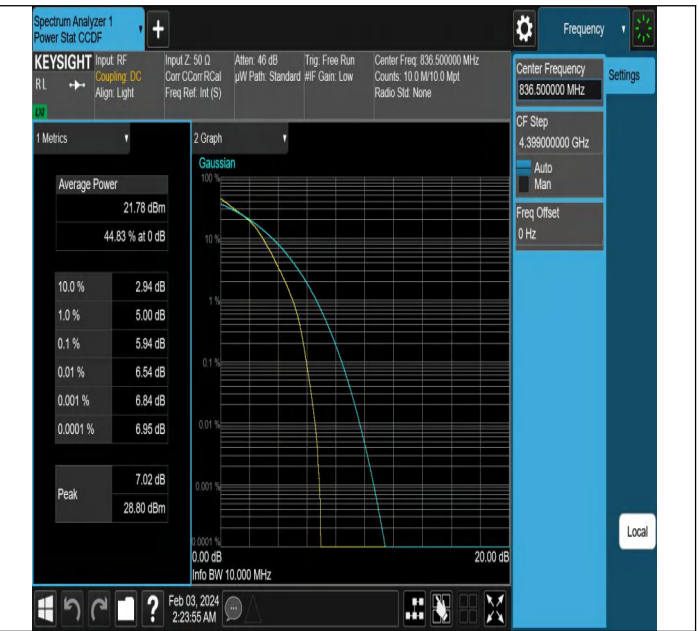 Spectrum Analyzer 1
Power Stat CCDF
+
Frequency
KEYSIGHT
RL
Input: RF
Coupling: DC
Align: Light
Input Z: 50 Ω
Corr CCorr RCal
Freq Ref: Int (S)
Atten: 46 dB
µW Path: Standard
Trig: Free Run
#IF Gain: Low
Center Freq: 836.500000 MHz
Counts: 10.0 M/10.0 Mpt
Radio Std: None
1 Metrics
Average Power
21.78 dBm
44.83 % at 0 dB
10.0 % 2.94 dB
1.0 % 5.00 dB
0.1 % 5.94 dB
0.01 % 6.54 dB
0.001 % 6.84 dB
0.0001 % 6.95 dB
Peak
7.02 dB
28.80 dBm
2 Graph
Gaussian
100 %
10 %
1 %
0.1 %
0.01 %
0.001 %
0.0001 %
0.00 dB 20.00 dB
Info BW 10.000 MHz
Center Frequency
836.500000 MHz
Settings
CF Step
4.399000000 GHz
Auto
Man
Freq Offset
0 Hz
Local
?
Feb 03, 2024
2:23:55 AM